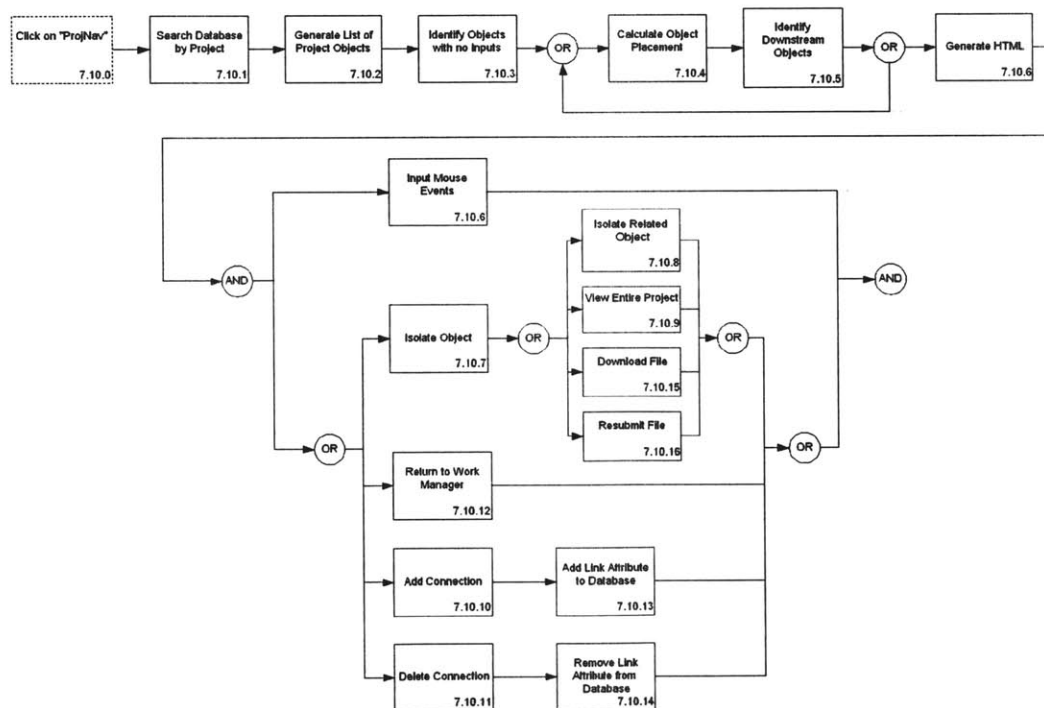 Click on "ProjNav"
7.10.0
Search Database
by Project
7.10.1
Generate List of
Project Objects
7.10.2
Identify Objects
with no Inputs
7.10.3
OR
Calculate Object
Placement
7.10.4
Identify
Downstream
Objects
7.10.5
OR
Generate HTML
7.10.6
Input Mouse
Events
7.10.6
AND
Isolate Related
Object
7.10.8
AND
View Entire Project
7.10.9
Isolate Object
7.10.7
OR
OR
Download File
7.10.15
Resubmit File
7.10.16
OR
OR
Return to Work
Manager
7.10.12
Add Connection
7.10.10
Add Link Attribute
to Database
7.10.13
Delete Connection
7.10.11
Remove Link
Attribute from
Database
7.10.14